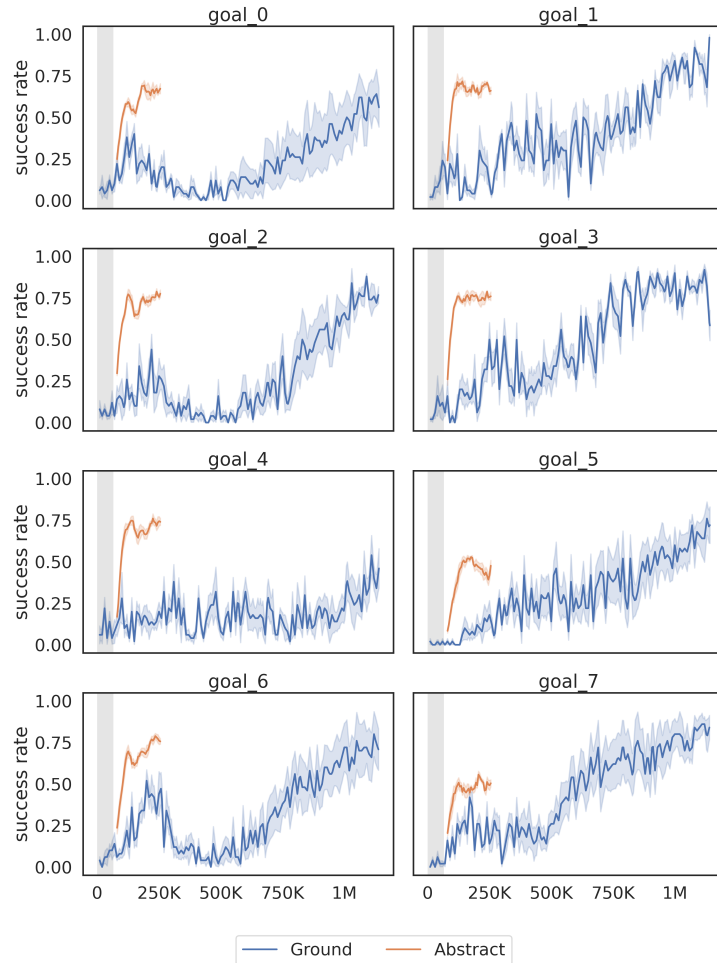 goal_0
goal_1
success rate
1.00
0.75
0.50
0.25
0.00
goal_2
goal_3
success rate
1.00
0.75
0.50
0.25
0.00
goal_4
goal_5
success rate
1.00
0.75
0.50
0.25
0.00
goal_6
goal_7
success rate
1.00
0.75
0.50
0.25
0.00
0 250K 500K 750K 1M
0 250K 500K 750K 1M
Ground Abstract